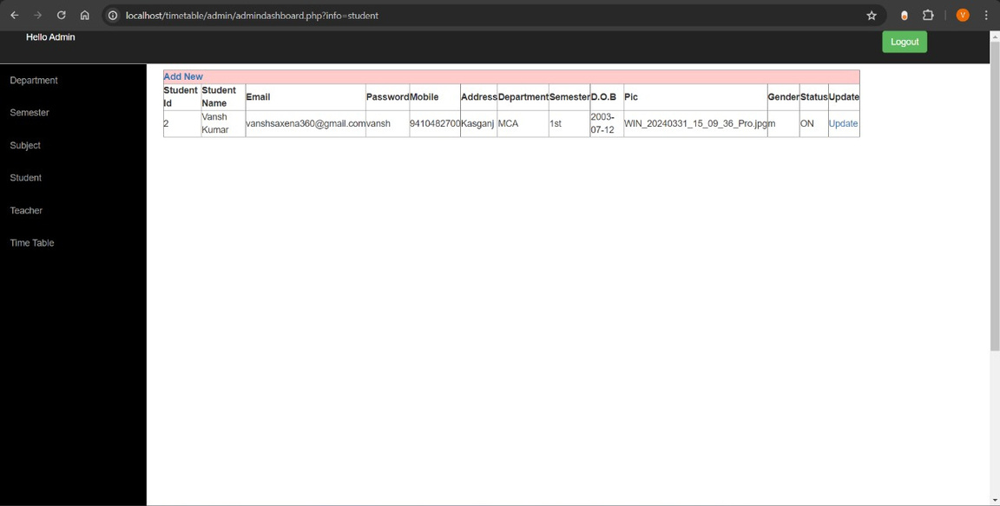 localhost/timetable/admin/admindashboard.php?info=student
V
Hello Admin
Logout
Department
Semester
Subject
Student
Teacher
Time Table
Add New
Student Id Student Name Email Password Mobile Address Department Semester D.O.B Pic Gender Status Update
2 Vansh Kumar vanshsaxena360@gmail.com vansh 9410482700 Kasganj MCA 1st 2003-07-12 WIN_20240331_15_09_36_Pro.jpg m ON Update